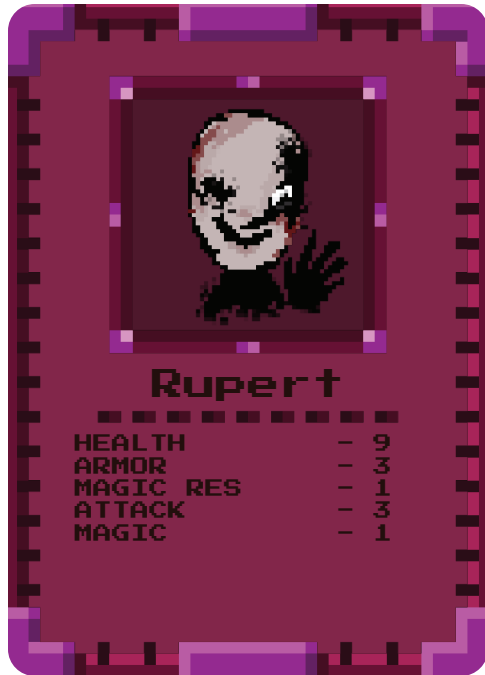 Rupert
HEALTH - 9
ARMOR - 3
MAGIC RES - 1
ATTACK - 3
MAGIC - 1